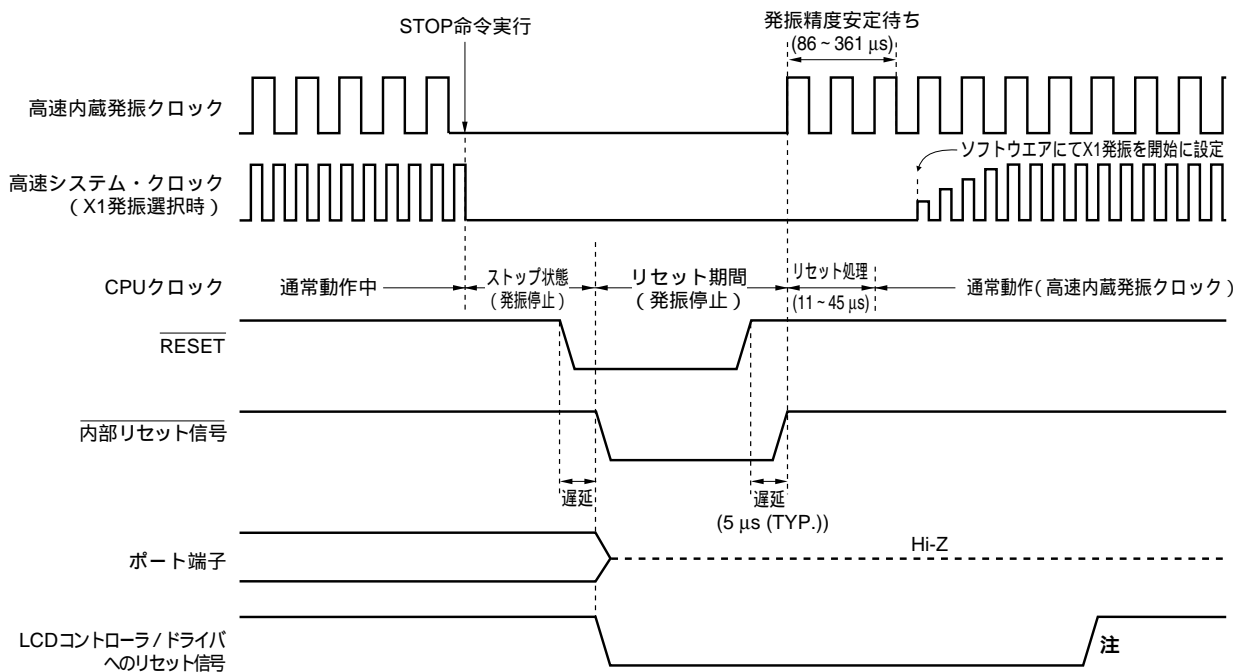 STOP命令実行
発振精度安定待ち
(86～361 μs)
高速内蔵発振クロック
ソフトウエアにてX1発振を開始に設定
高速システム・クロック
(X1発振選択時)
CPUクロック
通常動作中
ストップ状態
(発振停止)
リセット期間
(発振停止)
リセット処理
(11～45 μs)
通常動作(高速内蔵発振クロック)
RESET
内部リセット信号
遅延
遅延
(5 μs (TYP.))
ポート端子
Hi-Z
LCDコントローラ/ドライバ
へのリセット信号
注